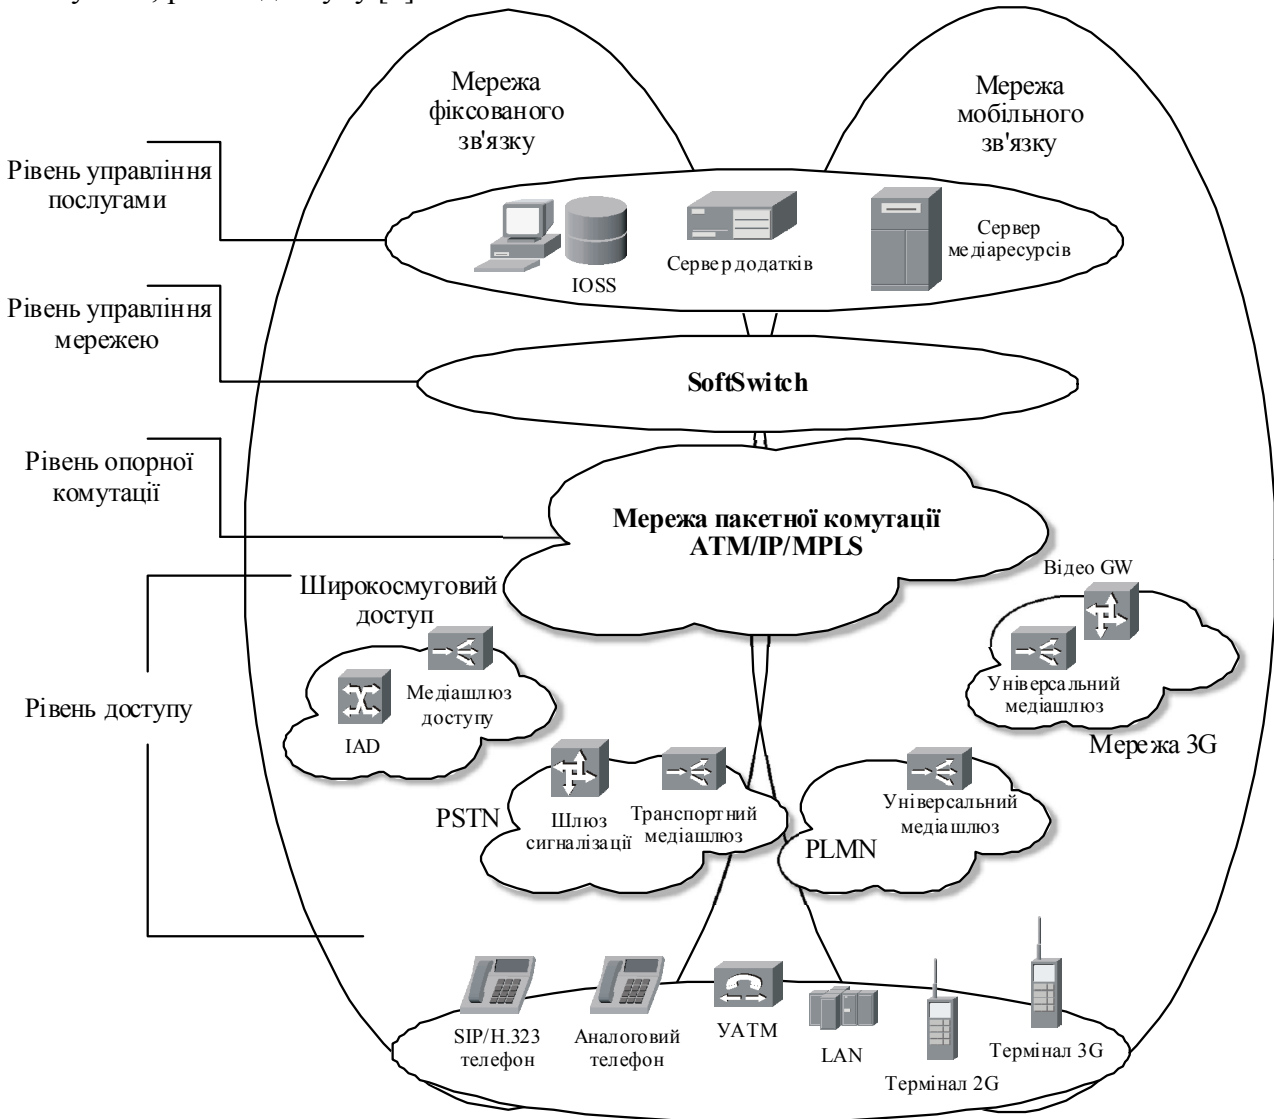 Мережа
фіксованого
зв'язку
Мережа
мобільного
зв'язку
Рівень управління
послугами
IOSS
Сервер додатків
Сервер
медіаресурсів
Рівень управління
мережею
SoftSwitch
Рівень опорної
комутації
Мережа пакетної комутації
ATM/IP/MPLS
Широкосмуговий
доступ
Медіашлюз
доступу
IAD
Відео GW
Універсальний
медіашлюз
Мережа 3G
Рівень доступу
PSTN
Шлюз
сигналізації
Транспортний
медіашлюз
Універсальний
медіашлюз
PLMN
SIP/H.323
телефон
Аналоговий
телефон
УАТМ
LAN
Термінал 2G
Термінал 3G